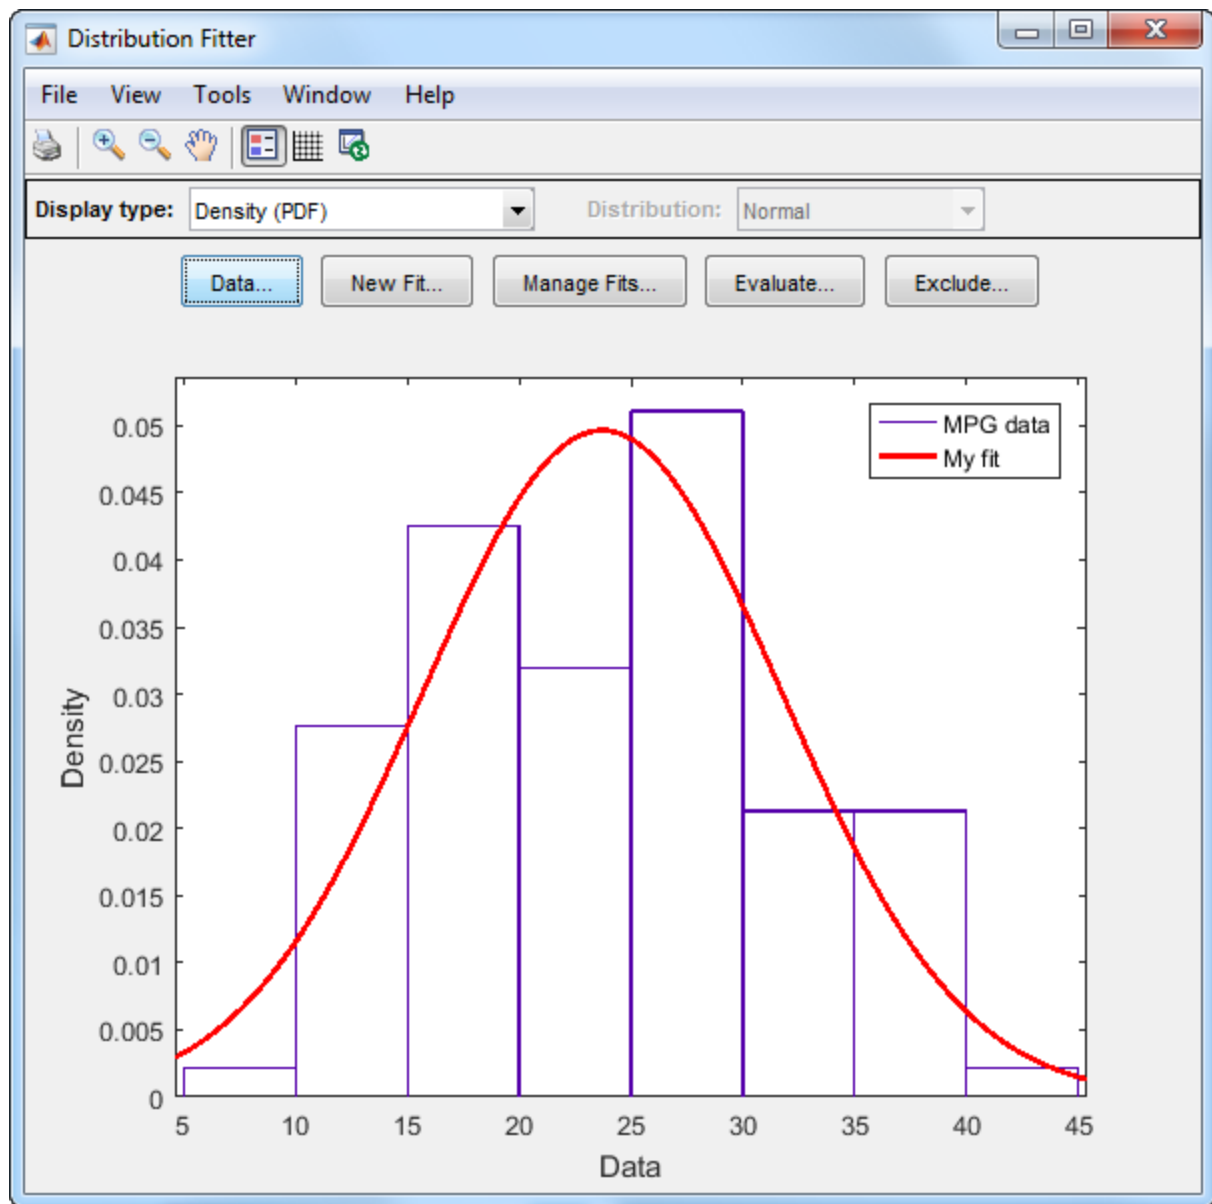 Distribution Fitter
File View Tools Window Help
Display type: Density (PDF) Distribution: Normal
Data... New Fit... Manage Fits... Evaluate... Exclude...
MPG data
My fit
0.05
0.045
0.04
0.035
0.03
0.025
0.02
0.015
0.01
0.005
0
Density
5 10 15 20 25 30 35 40 45
Data